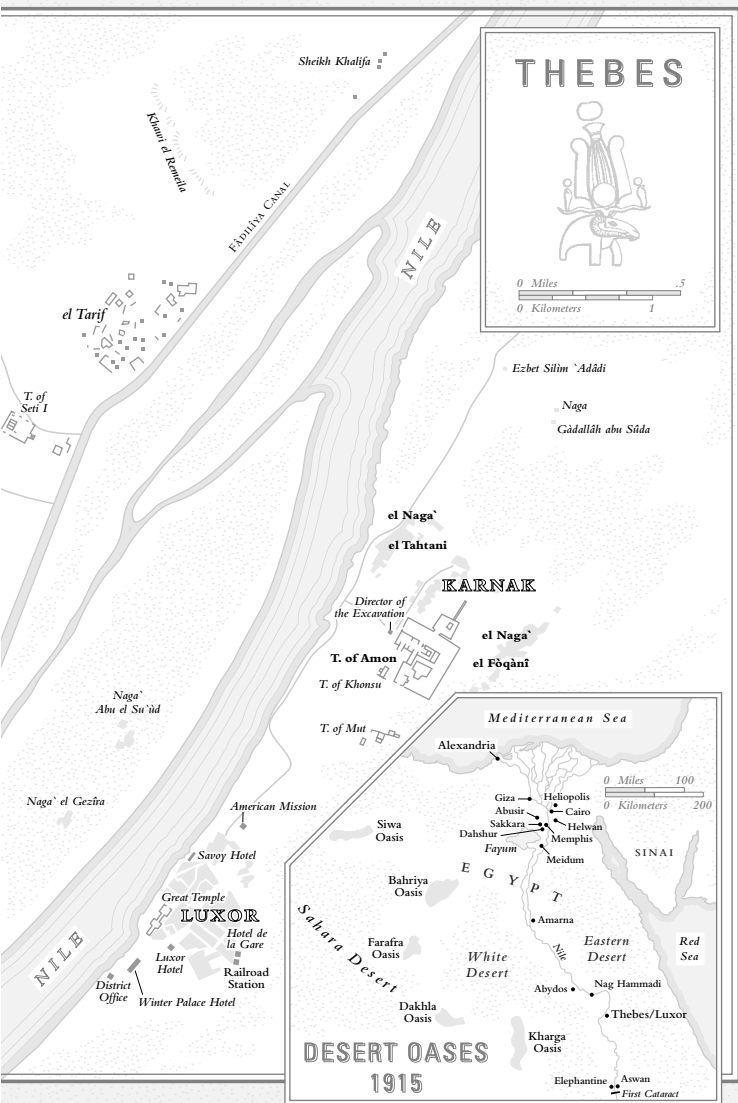 THEBES
0 Miles .5
0 Kilometers 1
Sheikh Khalifa
Khawi el Remeila
FÂDILÎYA CANAL
NILE
el Tarif
T. of
Seti I
Ezbet Silim `Adâdi
Naga
Gàdallâh abu Sûda
el Naga`
el Tahtani
KARNAK
Director of
the Excavation
el Naga`
el Fòqànî
T. of Amon
T. of Khonsu
T. of Mut
Naga`
Abu el Su`ùd
Naga` el Gezîra
American Mission
Savoy Hotel
Great Temple
LUXOR
Hotel de
la Gare
Luxor
Hotel
Railroad
Station
District
Office
Winter Palace Hotel
NILE
Mediterranean Sea
Alexandria
0 Miles 100
0 Kilometers 200
Giza
Heliopolis
Abusir
Cairo
Sakkara
Helwan
Dahshur
Memphis
Fayum
Meidum
SINAI
Siwa
Oasis
EGYPT
Bahriya
Oasis
Amarna
Sahara Desert
Farafra
Oasis
White
Desert
Nile
Eastern
Desert
Red
Sea
Abydos
Nag Hammadi
Dakhla
Oasis
Thebes/Luxor
Kharga
Oasis
DESERT OASES
1915
Elephantine
Aswan
First Cataract